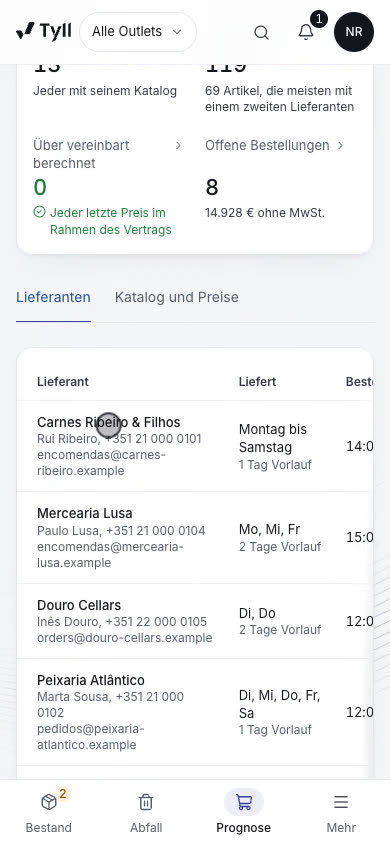 Tyll
Alle Outlets
1
NR
13
119
Jeder mit seinem Katalog
69 Artikel, die meisten mit
einem zweiten Lieferanten
Über vereinbart
berechnet
Offene Bestellungen
0
8
Jeder letzte Preis im
Rahmen des Vertrags
14.928 € ohne MwSt.
Lieferanten
Katalog und Preise
Lieferant
Liefert
Beste
Carnes Ribeiro & Filhos
Rui Ribeiro, +351 21 000 0101
encomendas@carnes-
ribeiro.example
Montag bis
Samstag
1 Tag Vorlauf
14:0
Mercearia Lusa
Paulo Lusa, +351 21 000 0104
encomendas@mercearia-
lusa.example
Mo, Mi, Fr
2 Tage Vorlauf
15:0
Douro Cellars
Inês Douro, +351 22 000 0105
orders@douro-cellars.example
Di, Do
2 Tage Vorlauf
12:0
Peixaria Atlântico
Marta Sousa, +351 21 000
0102
pedidos@peixaria-
atlantico.example
Di, Mi, Do, Fr,
Sa
1 Tag Vorlauf
12:0
2
Bestand
Abfall
Prognose
Mehr